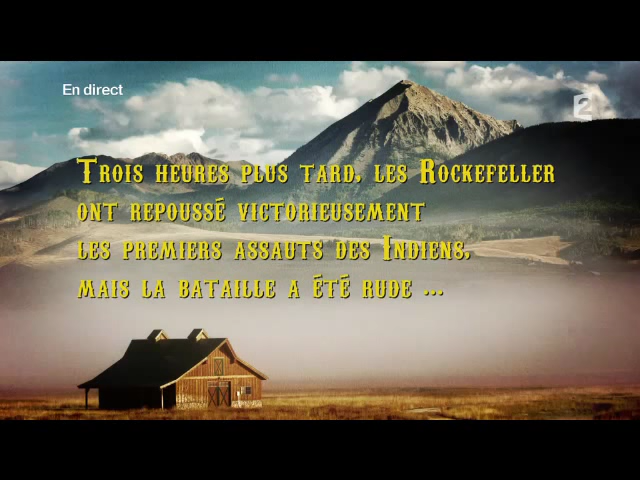 En direct
2
Trois heures plus tard, les Rockefeller
ont repoussé victorieusement
les premiers assauts des Indiens,
mais la bataille a été rude ...